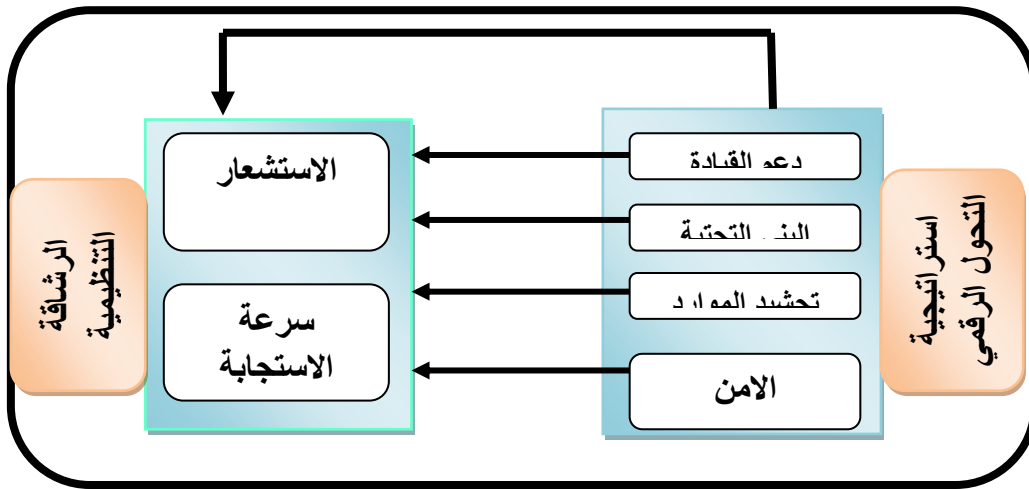 استراتيجية
التحول الرقمي
دعم القيادة
البنى التحتية
تحشيد الموارد
الامن
الاستشعار
سرعة
الاستجابة
الرشاقة
التنظيمية